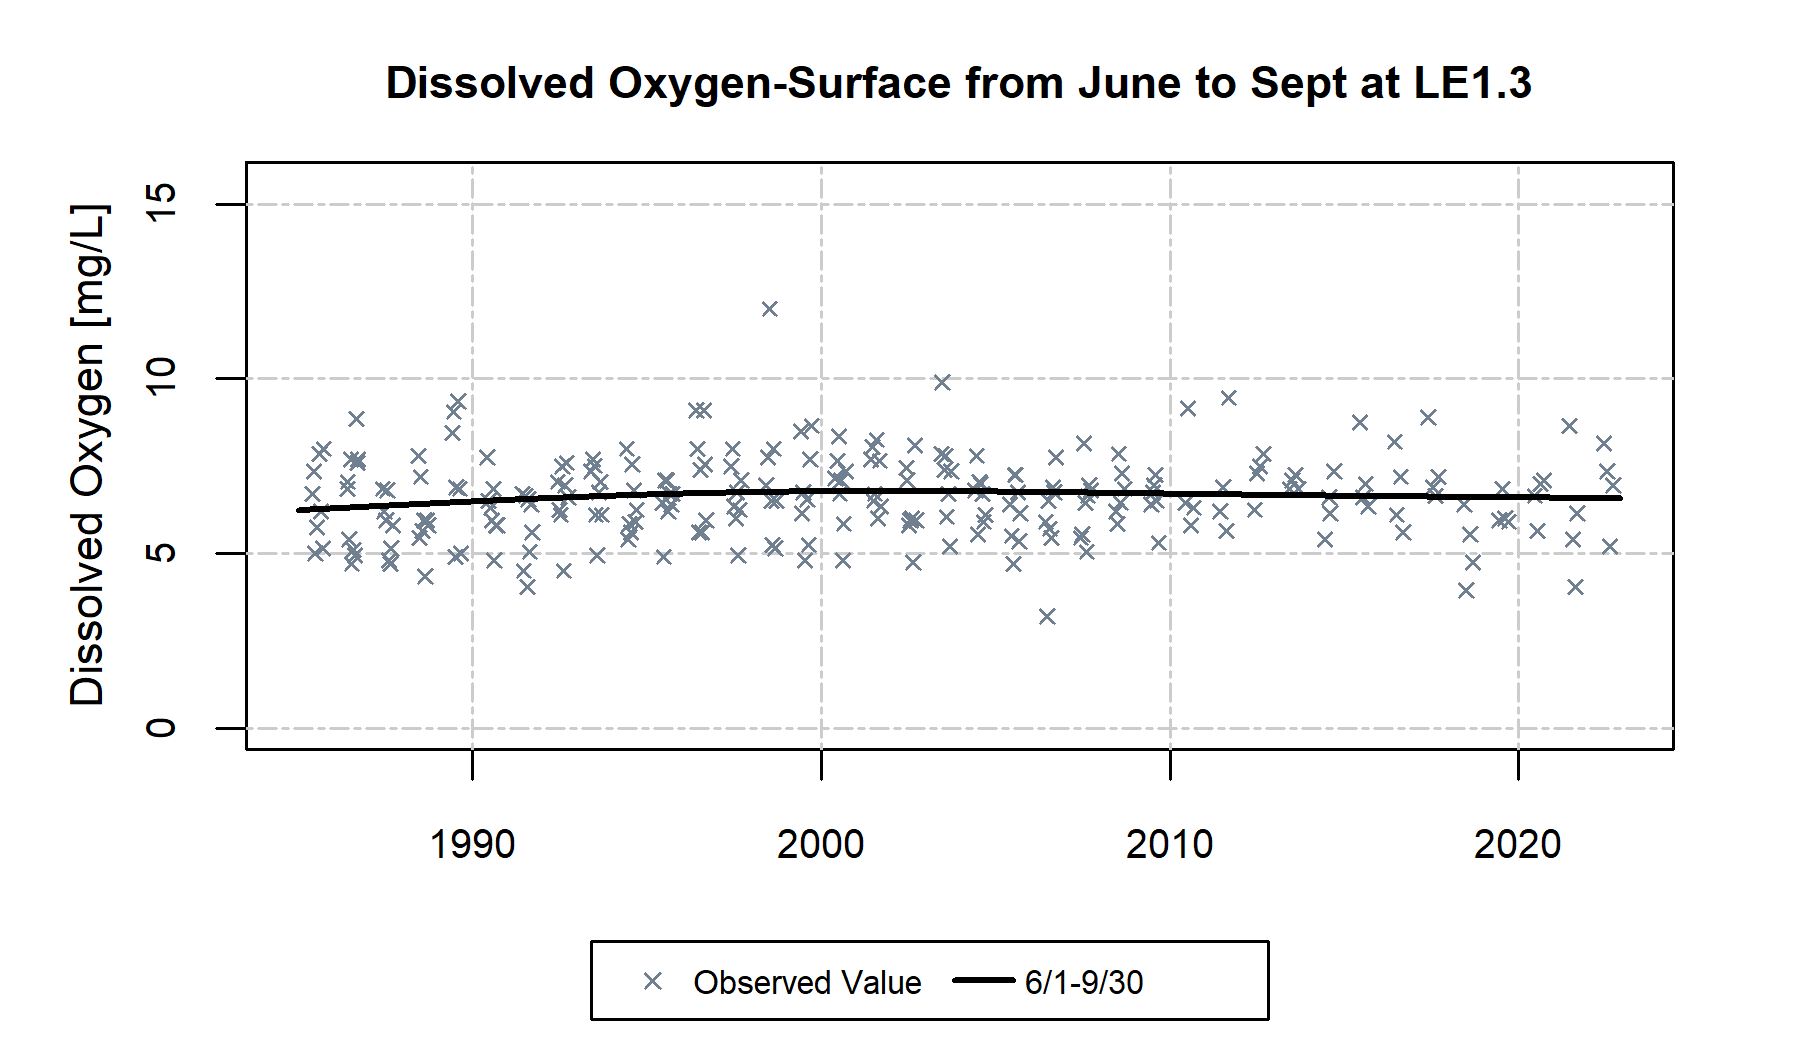 Dissolved Oxygen-Surface from June to Sept at LE1.3
Dissolved Oxygen [mg/L]
15
10
5
0
1990 2000 2010 2020
Observed Value 6/1-9/30